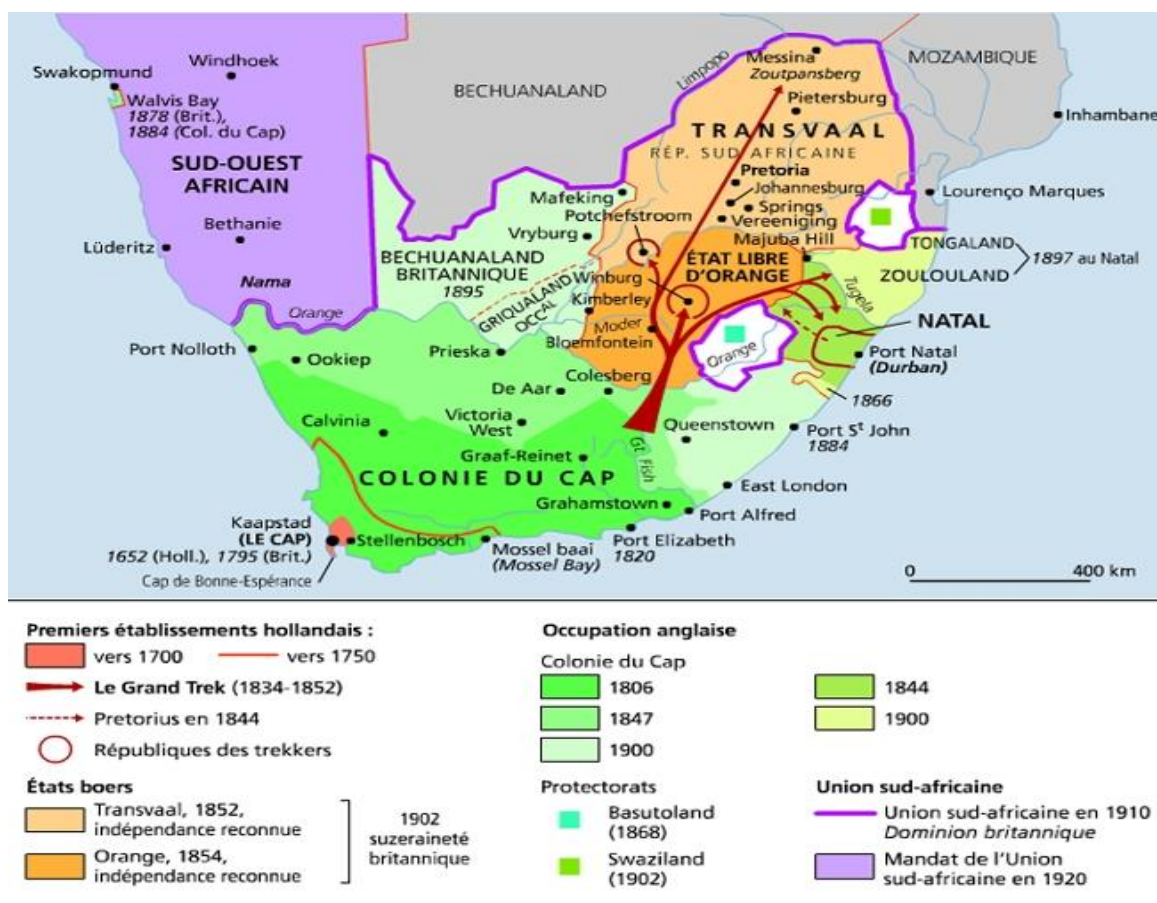 Swakopmund
Windhoek
Walvis Bay
1878 (Brit.),
1884 (Col. du Cap)
SUD-OUEST
AFRICAIN
Bethanie
Lüderitz
Nama
Orange
BECHUANALAND
Limpopo
Messina
Zoutpansberg
MOZAMBIQUE
Pietersburg
Inhambane
TRANSVAAL
RÉP. SUD AFRICAINE
Pretoria
Johannesburg
Springs
Vereeniging
Majuba Hill
Lourenço Marques
Mafeking
Potchefstroom
Vryburg
BECHUANALAND
BRITANNIQUE
1895
GRIQUALAND
OCCAL
Winburg
Kimberley
ÉTAT LIBRE
D'ORANGE
TONGALAND
ZOULOULAND
1897 au Natal
Tugela
NATAL
Moder
Bloemfontein
Orange
Port Natal
(Durban)
1866
Port Nolloth
Ookiep
Prieska
De Aar
Colesberg
Calvinia
Victoria
West
Queenstown
Port St John
1884
Graaf-Reinet
Gt. Fish
COLONIE DU CAP
Grahamstown
East London
Port Alfred
Kaapstad
(LE CAP)
1652 (Holl.), 1795 (Brit.)
Cap de Bonne-Espérance
Stellenbosch
Mossel baai
(Mossel Bay)
Port Elizabeth
1820
0 400 km
Premiers établissements hollandais :
vers 1700 vers 1750
Le Grand Trek (1834-1852)
Pretorius en 1844
Républiques des trekkers
États boers
Transvaal, 1852,
indépendance reconnue
Orange, 1854,
indépendance reconnue
1902
suzeraineté
britannique
Occupation anglaise
Colonie du Cap
1806
1847
1900
1844
1900
Protectorats
Basutoland
(1868)
Swaziland
(1902)
Union sud-africaine
Union sud-africaine en 1910
Dominion britannique
Mandat de l'Union
sud-africaine en 1920